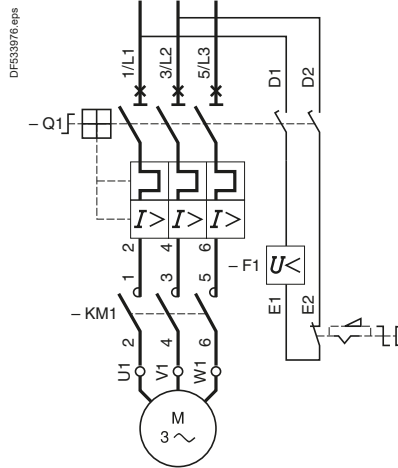 DF533976.eps
1/L1
3/L2
5/L3
D1
D2
– Q1
I>
I>
I>
2
4
6
– F1
U<
1
3
5
E1
E2
– KM1
2
4
6
U1
V1
W1
M
3 ~